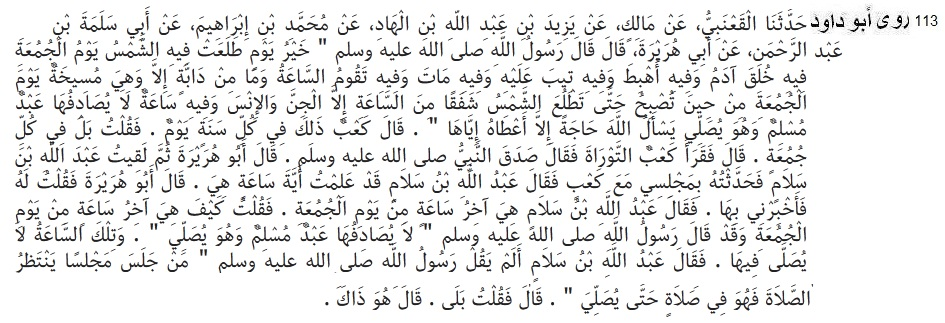 113 روى أبو داود حَدَّثَنَا الْقَعْنَبِيُّ، عَنْ مَالِكٍ، عَنْ يَزِيدَ بْنِ عَبْدِ اللَّهِ بْنِ الْهَادِ، عَنْ مُحَمَّدِ بْنِ إِبْرَاهِيمَ، عَنْ أَبِي سَلَمَةَ بْنِ
عَبْدِ الرَّحْمَنِ، عَنْ أَبِي هُرَيْرَةَ، قَالَ قَالَ رَسُولُ اللَّهِ صلى الله عليه وسلم " خَيْرُ يَوْمٍ طَلَعَتْ فِيهِ الشَّمْسُ يَوْمُ الْجُمُعَةِ
فِيهِ خُلِقَ آدَمُ وَفِيهِ أُهْبِطَ وَفِيهِ تِيبَ عَلَيْهِ وَفِيهِ مَاتَ وَفِيهِ تَقُومُ السَّاعَةُ وَمَا مِنْ دَابَّةٍ إِلاَّ وَهِيَ مُسِيخَةٌ يَوْمَ
الْجُمُعَةِ مِنْ حِينِ تُصْبِحُ حَتَّى تَطْلُعَ الشَّمْسُ شَفَقًا مِنَ السَّاعَةِ إِلاَّ الْجِنَّ وَالإِنْسَ وَفِيهِ سَاعَةٌ لاَ يُصَادِفُهَا عَبْدٌ
مُسْلِمٌ وَهُوَ يُصَلِّي يَسْأَلُ اللَّهَ حَاجَةً إِلاَّ أَعْطَاهُ إِيَّاهَا " . قَالَ كَعْبٌ ذَلِكَ فِي كُلِّ سَنَةٍ يَوْمٌ . فَقُلْتُ بَلْ فِي كُلِّ
جُمُعَةٍ . قَالَ فَقَرَأَ كَعْبٌ التَّوْرَاةَ فَقَالَ صَدَقَ النَّبِيُّ صلى الله عليه وسلم . قَالَ أَبُو هُرَيْرَةَ ثُمَّ لَقِيتُ عَبْدَ اللَّهِ بْنَ
سَلاَمٍ فَحَدَّثْتُهُ بِمَجْلِسِي مَعَ كَعْبٍ فَقَالَ عَبْدُ اللَّهِ بْنُ سَلاَمٍ قَدْ عَلِمْتُ أَيَّةَ سَاعَةٍ هِيَ . قَالَ أَبُو هُرَيْرَةَ فَقُلْتُ لَهُ
فَأَخْبِرْنِي بِهَا . فَقَالَ عَبْدُ اللَّهِ بْنُ سَلاَمٍ هِيَ آخِرُ سَاعَةٍ مِنْ يَوْمِ الْجُمُعَةِ . فَقُلْتُ كَيْفَ هِيَ آخِرُ سَاعَةٍ مِنْ يَوْمِ
الْجُمُعَةِ وَقَدْ قَالَ رَسُولُ اللَّهِ صلى الله عليه وسلم " لاَ يُصَادِفُهَا عَبْدٌ مُسْلِمٌ وَهُوَ يُصَلِّي " . وَتِلْكَ السَّاعَةُ لاَ
يُصَلَّى فِيهَا . فَقَالَ عَبْدُ اللَّهِ بْنُ سَلاَمٍ أَلَمْ يَقُلْ رَسُولُ اللَّهِ صلى الله عليه وسلم " مَنْ جَلَسَ مَجْلِسًا يَنْتَظِرُ
الصَّلاَةَ فَهُوَ فِي صَلاَةٍ حَتَّى يُصَلِّيَ " . قَالَ فَقُلْتُ بَلَى . قَالَ هُوَ ذَاكَ .